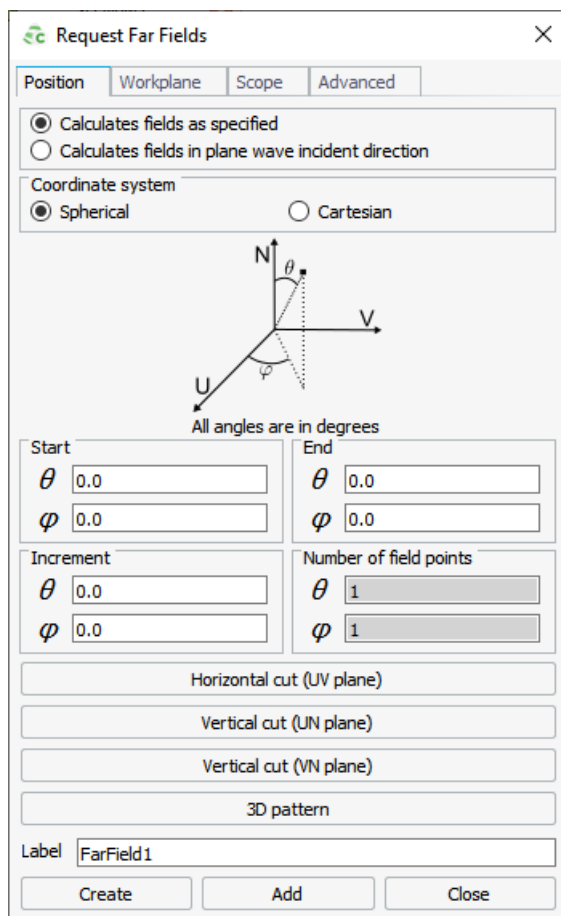 Request Far Fields
Position Workplane Scope Advanced
Calculates fields as specified
Calculates fields in plane wave incident direction
Coordinate system
Spherical Cartesian
N
θ
V
φ
U
All angles are in degrees
Start End
θ 0.0 θ 0.0
φ 0.0 φ 0.0
Increment Number of field points
θ 0.0 θ 1
φ 0.0 φ 1
Horizontal cut (UV plane)
Vertical cut (UN plane)
Vertical cut (VN plane)
3D pattern
Label FarField1
Create Add Close